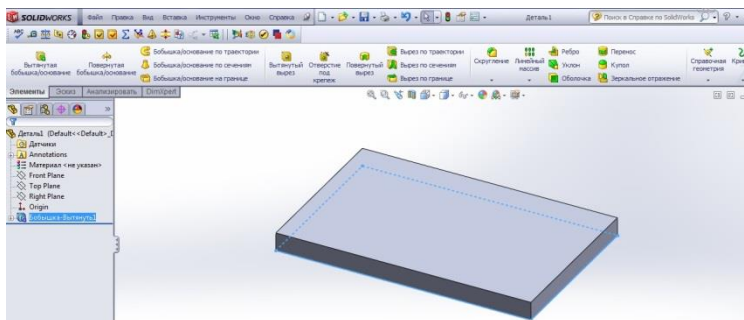 SOLIDWORKS Файл Правка Вид Вставка Инструменты Окно Справка Деталь1 Поиск в Справке по SolidWorks
Вытянутая бобышка/основание
Повернутая бобышка/основание
Бобышка/основание по траектории
Бобышка/основание по сечениям
Бобышка/основание на границе
Вытянутый вырез
Отверстие под крепеж
Повернутый вырез
Вырез по траектории
Вырез по сечениям
Вырез по границе
Скругление
Линейный массив
Ребро
Уклон
Оболочка
Перенос
Купол
Зеркальное отражение
Справочная геометрия
Элементы Эскиз Анализировать DimXpert
Деталь1 (Default<<Default>_
Датчики
Annotations
Материал <не указан>
Front Plane
Top Plane
Right Plane
Origin
Бобышка-Вытянуть1